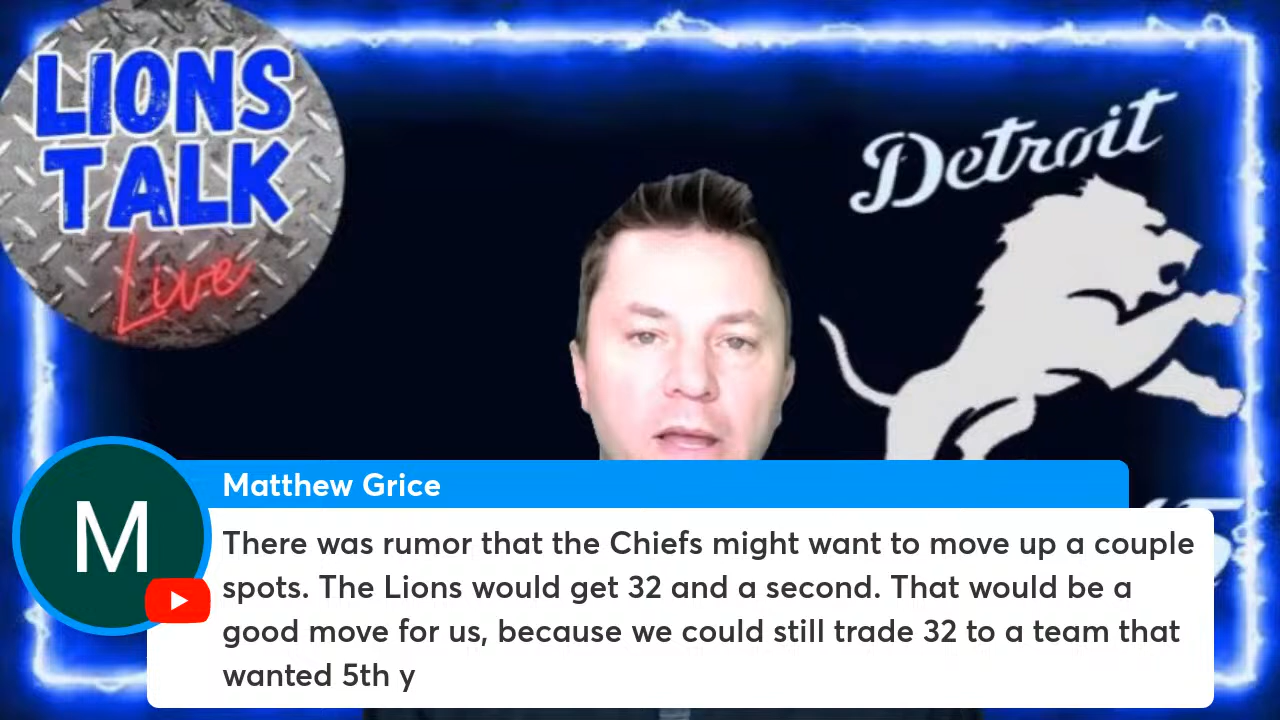 LIONS
TALK
Live
Detroit
M
Matthew Grice
There was rumor that the Chiefs might want to move up a couple
spots. The Lions would get 32 and a second. That would be a
good move for us, because we could still trade 32 to a team that
wanted 5th y